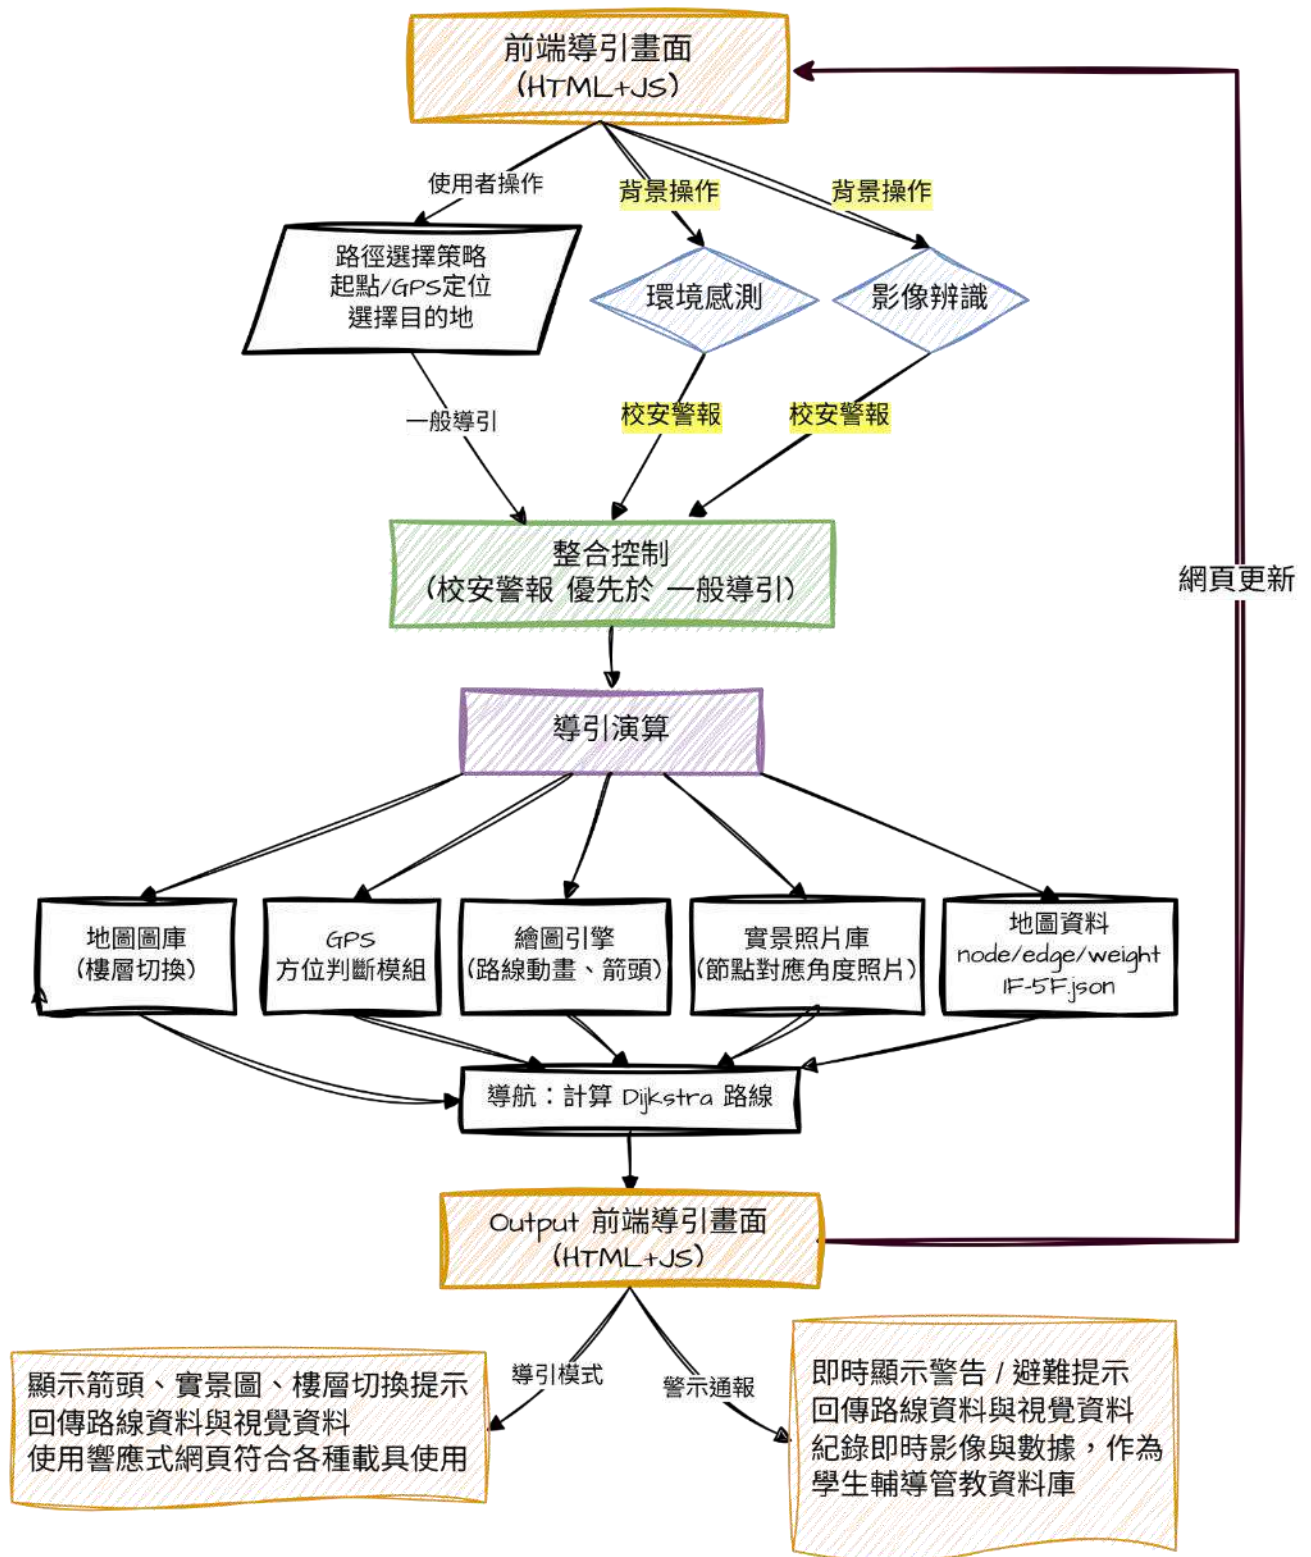 前端導引畫面
(HTML+JS)
使用者操作
背景操作
背景操作
路徑選擇策略
起點/GPS定位
選擇目的地
環境感測
影像辨識
一般導引
校安警報
校安警報
整合控制
(校安警報 優先於 一般導引)
網頁更新
導引演算
地圖圖庫
(樓層切換)
GPS
方位判斷模組
繪圖引擎
(路線動畫、箭頭)
實景照片庫
(節點對應角度照片)
地圖資料
node/edge/weight
1F-5F.json
導航：計算 Dijkstra 路線
Output 前端導引畫面
(HTML+JS)
導引模式
警示通報
顯示箭頭、實景圖、樓層切換提示
回傳路線資料與視覺資料
使用響應式網頁符合各種載具使用
即時顯示警告 / 避難提示
回傳路線資料與視覺資料
紀錄即時影像與數據，作為
學生輔導管教資料庫